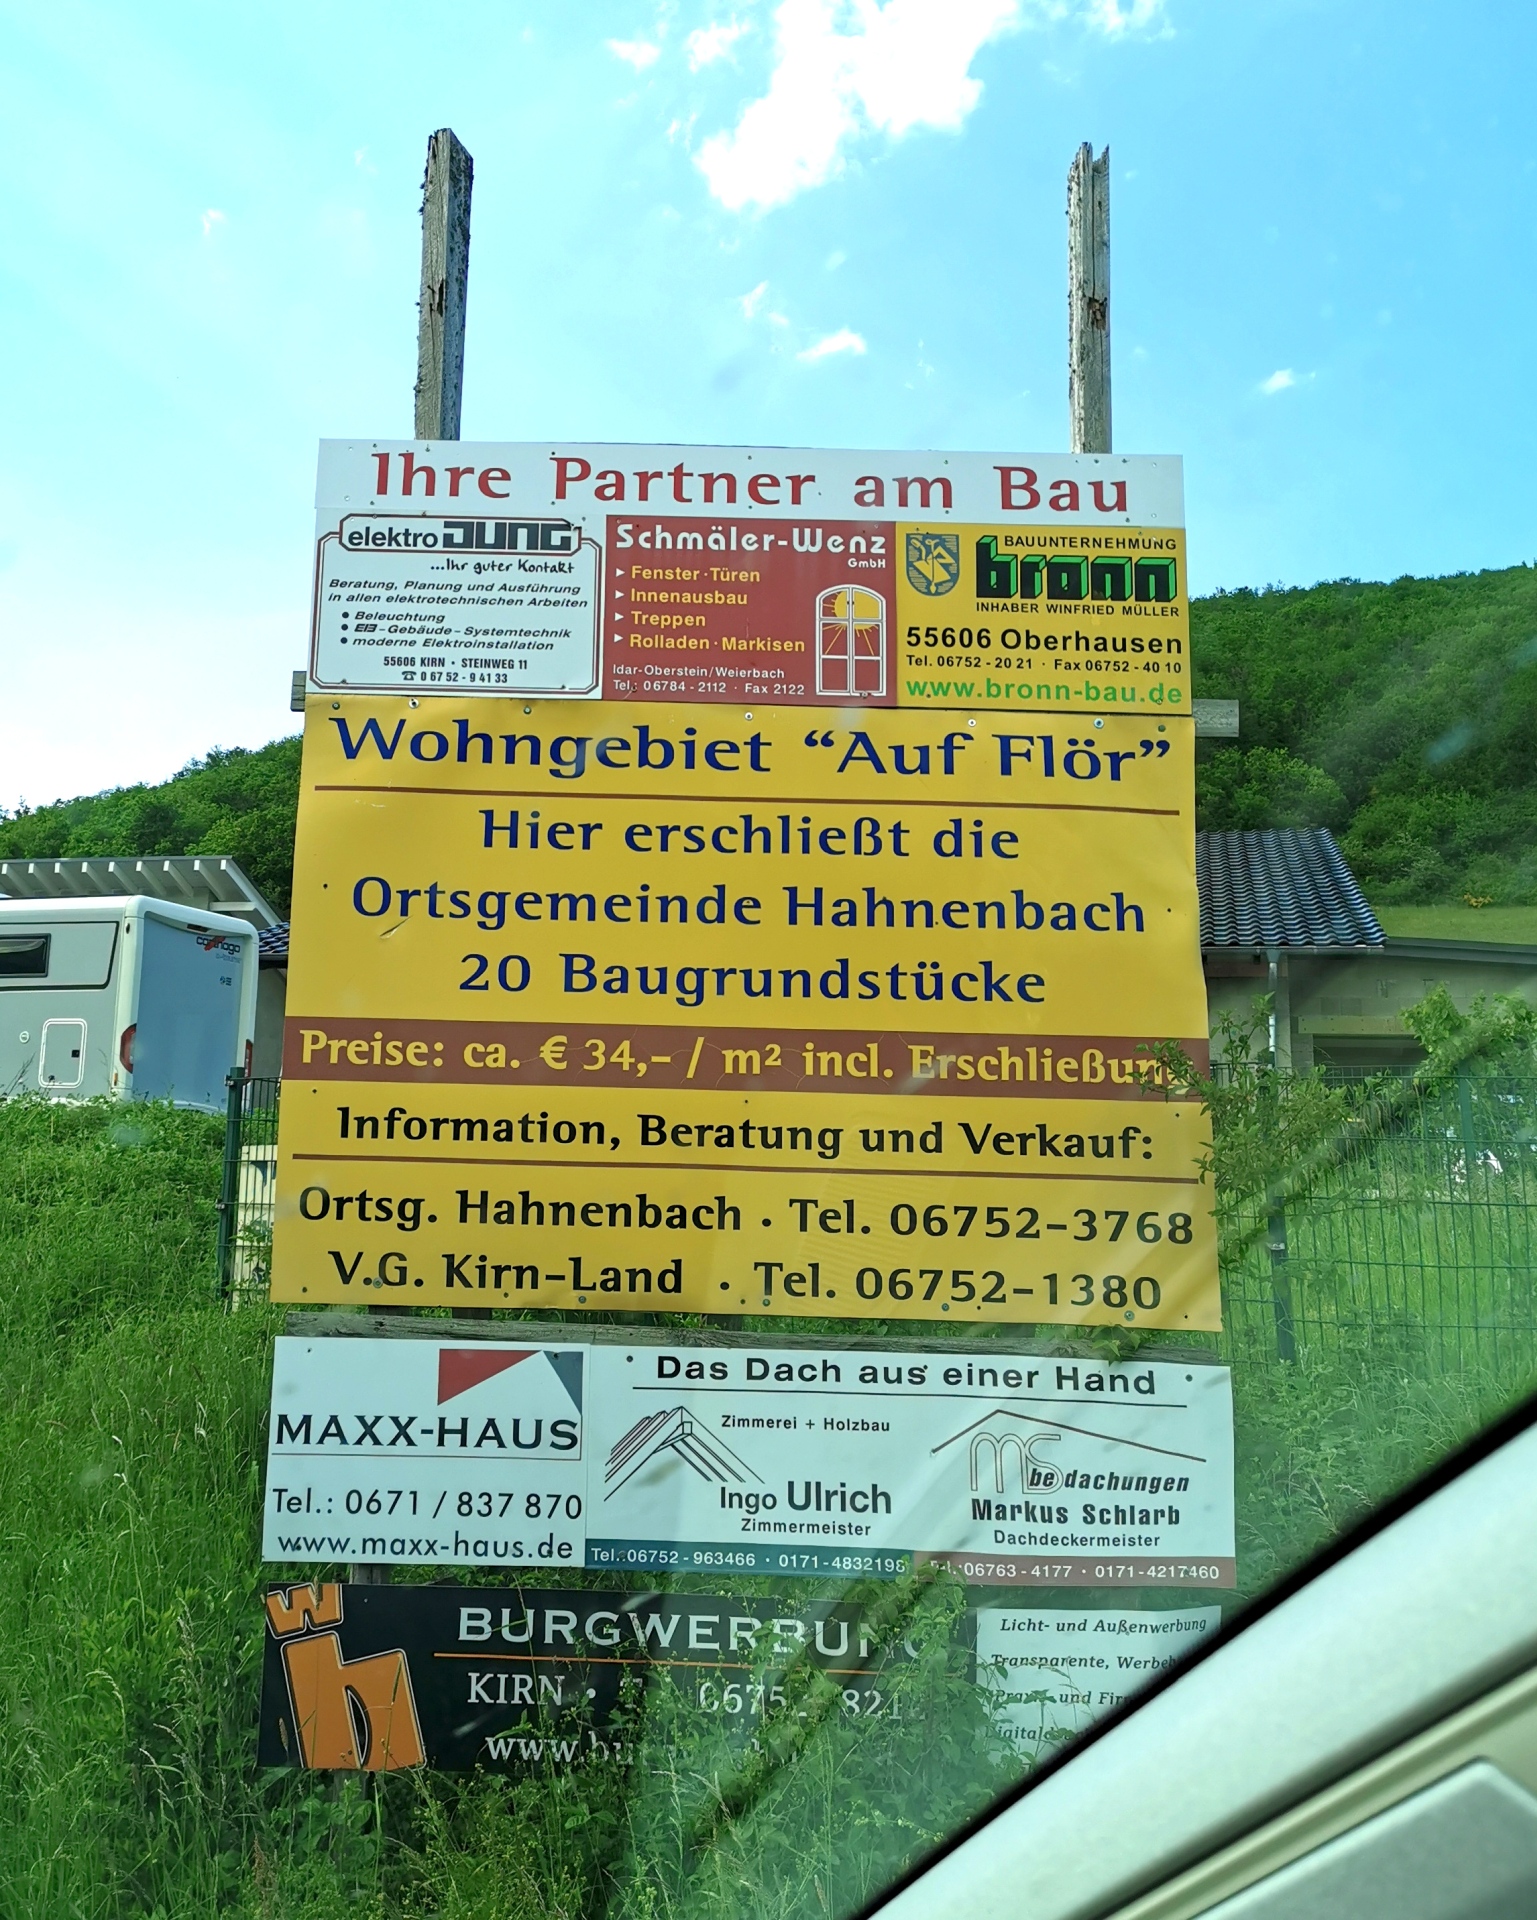 Ihre Partner am Bau
elektro JUNG
...Ihr guter Kontakt
Beratung, Planung und Ausführung
in allen elektrotechnischen Arbeiten
• Beleuchtung
• EIB-Gebäude-Systemtechnik
• moderne Elektroinstallation
55606 KIRN • STEINWEG 11
☎ 0 67 52 - 9 41 33
Schmäler-Wenz
GmbH
Fenster · Türen
Innenausbau
Treppen
Rolladen · Markisen
Idar-Oberstein/Weierbach
Tel. 06784 - 2112 · Fax 2122
BAUUNTERNEHMUNG
bronn
INHABER WINFRIED MÜLLER
55606 Oberhausen
Tel. 06752 - 20 21 · Fax 06752 - 40 10
www.bronn-bau.de
Wohngebiet “Auf Flör”
Hier erschließt die
Ortsgemeinde Hahnenbach
20 Baugrundstücke
Preise: ca. € 34,- / m² incl. Erschließung
Information, Beratung und Verkauf:
Ortsg. Hahnenbach · Tel. 06752-3768
V.G. Kirn-Land · Tel. 06752-1380
carthago
MAXX-HAUS
Tel.: 0671 / 837 870
www.maxx-haus.de
Das Dach aus einer Hand
Zimmerei + Holzbau
Ingo Ulrich
Zimmermeister
Tel. 06752 - 963466 · 0171 - 4832198
ms bedachungen
Markus Schlarb
Dachdeckermeister
Tel. 06763 - 4177 · 0171 - 4217460
BURGWERBUNG
KIRN •
www.
Licht- und Außenwerbung
Transparente,
und